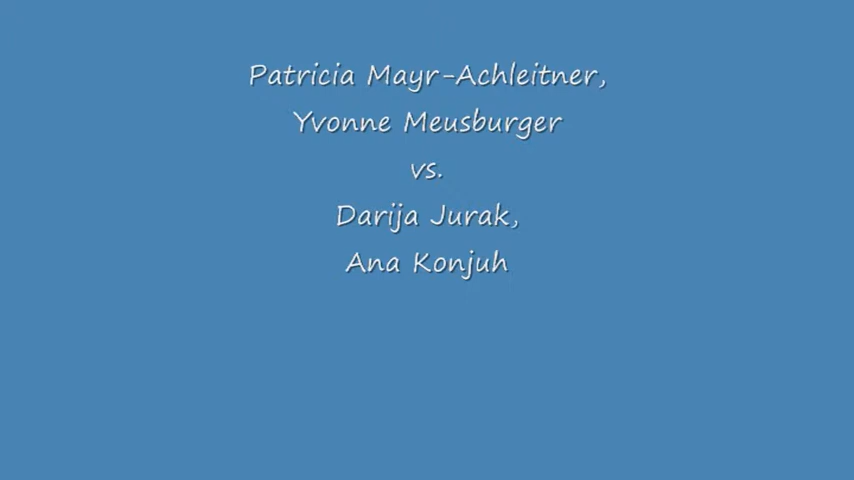 Patricia Mayr-Achleitner,
Yvonne Meusburger
vs.
Darija Jurak,
Ana Konjuh